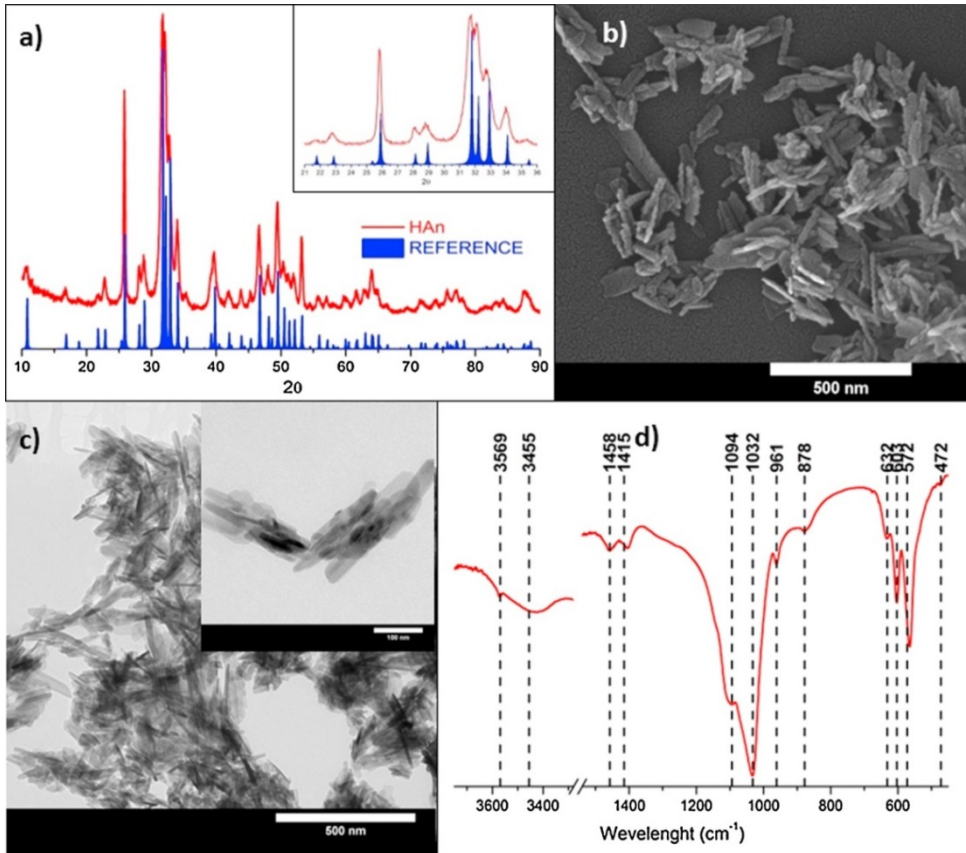 a)
HAn
REFERENCE
21 22 23 24 25 26 27 28 29 30 31 32 33 34 35 36
2θ
10 20 30 40 50 60 70 80 90
2θ
b)
500 nm
c)
100 nm
500 nm
d)
3569 3455 1458 1415 1094 1032 961 878 632 602 572 472
3600 3400 1400 1200 1000 800 600
Wavelenght (cm⁻¹)